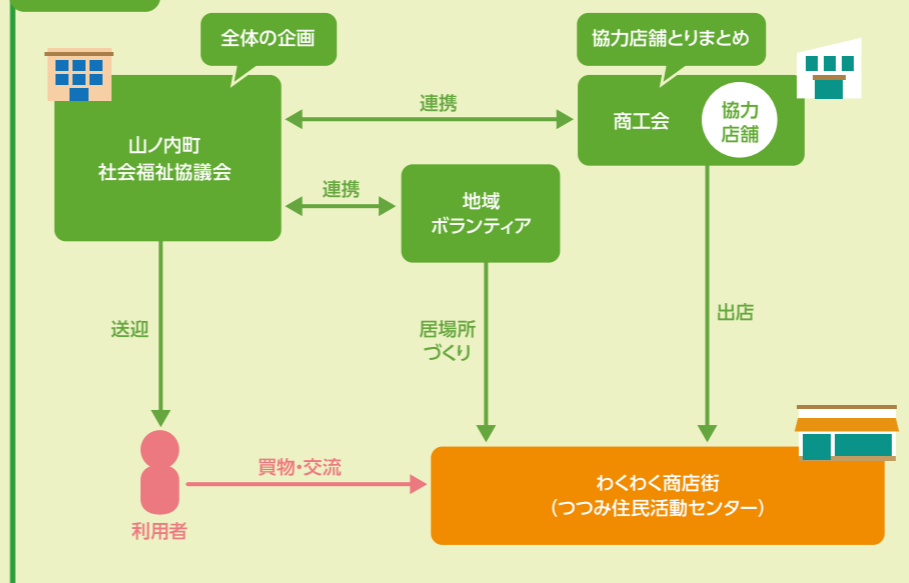 全体の企画
協力店舗とりまとめ
山ノ内町
社会福祉協議会
連携
商工会
協力
店舗
連携
地域
ボランティア
送迎
居場所
づくり
出店
買物・交流
利用者
わくわく商店街
(つつみ住民活動センター)